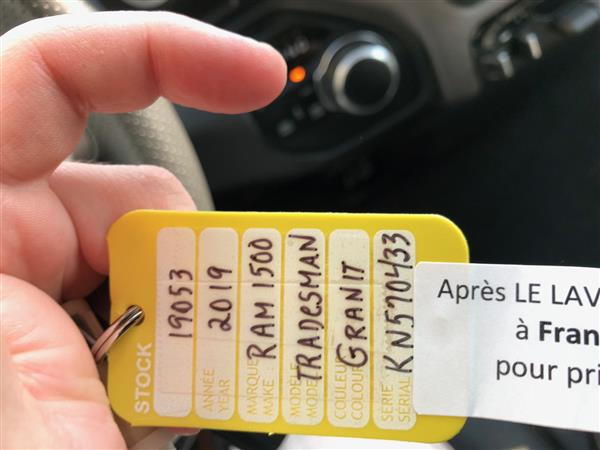 STOCK 19053
ANNÉE
YEAR 2019
MARQUE
MAKE RAM 1500
MODÈLE
MODEL TRADESMAN
COULEUR
COLOUR GRANIT
SERIE
SERIAL KN570433
Après LE LAV
à Fran
pour pri